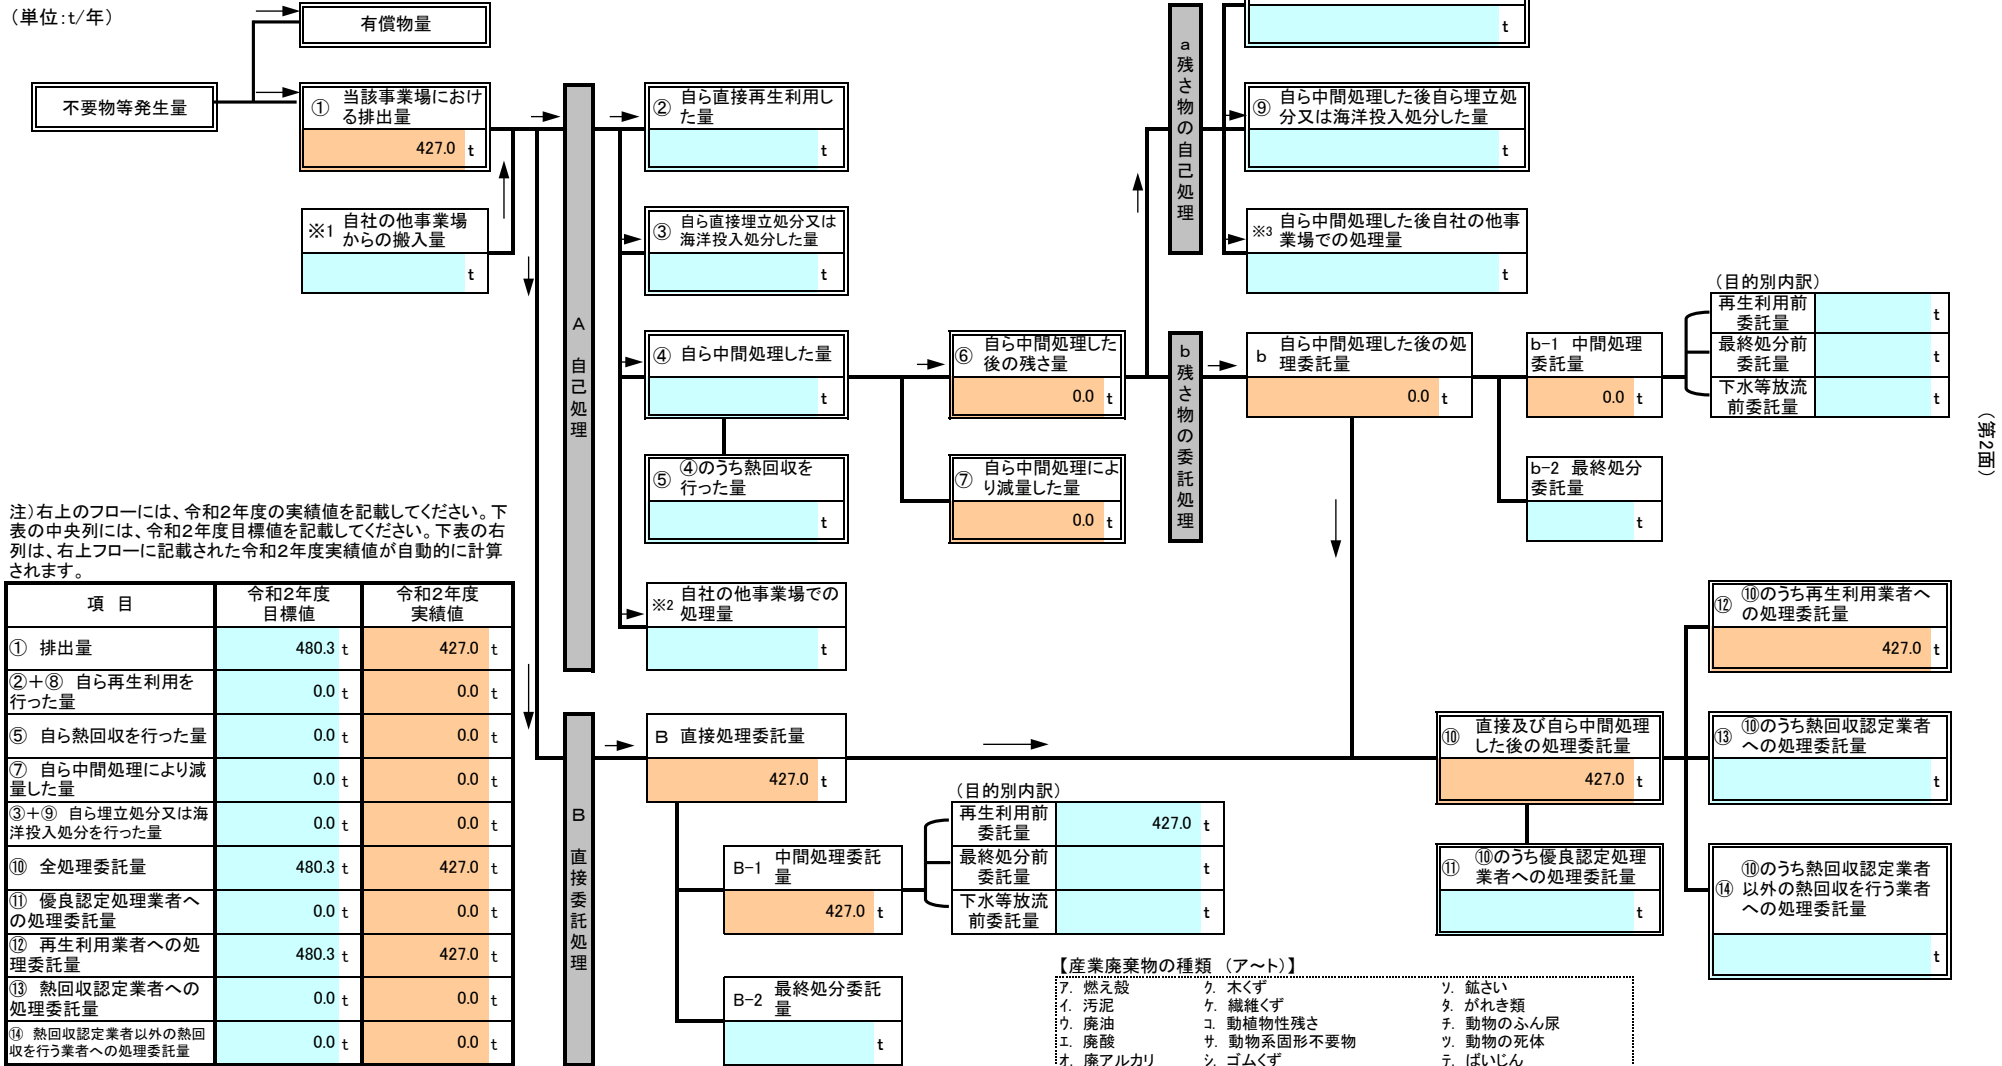 （単位:t/年）
有償物量
不要物等発生量
① 当該事業場におけ
る排出量
427.0 t
※1 自社の他事業場
からの搬入量
t
A 自己処理
② 自ら直接再生利用し
た量
t
③ 自ら直接埋立処分又は
海洋投入処分した量
t
④ 自ら中間処理した量
t
⑤ ④のうち熱回収を
行った量
t
※2 自社の他事業場での
処理量
t
⑥ 自ら中間処理した
後の残さ量
0.0 t
⑦ 自ら中間処理によ
り減量した量
0.0 t
a残さ物の自己処理
t
⑨ 自ら中間処理した後自ら埋立処
分又は海洋投入処分した量
t
※3 自ら中間処理した後自社の他事
業場での処理量
t
b残さ物の委託処理
b 自ら中間処理した後の処
理委託量
0.0 t
b-1 中間処理
委託量
0.0 t
b-2 最終処分
委託量
t
（目的別内訳）
再生利用前
委託量
t
最終処分前
委託量
t
下水等放流
前委託量
t
（第2面）
注）右上のフローには、令和2年度の実績値を記載してください。下
表の中央列には、令和2年度目標値を記載してください。下表の右
列は、右上フローに記載された令和2年度実績値が自動的に計算
されます。
項 目
令和2年度
目標値
令和2年度
実績値
① 排出量
480.3 t 427.0 t
②＋⑧ 自ら再生利用を
行った量
0.0 t 0.0 t
⑤ 自ら熱回収を行った量
0.0 t 0.0 t
⑦ 自ら中間処理により減
量した量
0.0 t 0.0 t
③＋⑨ 自ら埋立処分又は海
洋投入処分を行った量
0.0 t 0.0 t
⑩ 全処理委託量
480.3 t 427.0 t
⑪ 優良認定処理業者へ
の処理委託量
0.0 t 0.0 t
⑫ 再生利用業者への処
理委託量
480.3 t 427.0 t
⑬ 熱回収認定業者への
処理委託量
0.0 t 0.0 t
⑭ 熱回収認定業者以外の熱回
収を行う業者への処理委託量
0.0 t 0.0 t
B 直接委託処理
B 直接処理委託量
427.0 t
B-1 中間処理委託
量
427.0 t
B-2 最終処分委託
量
t
（目的別内訳）
再生利用前
委託量
427.0 t
最終処分前
委託量
t
下水等放流
前委託量
t
⑩ 直接及び自ら中間処理
した後の処理委託量
427.0 t
⑪ ⑩のうち優良認定処理
業者への処理委託量
t
⑫ ⑩のうち再生利用業者へ
の処理委託量
427.0 t
⑬ ⑩のうち熱回収認定業者
への処理委託量
t
⑭ ⑩のうち熱回収認定業者
以外の熱回収を行う業者
への処理委託量
t
【産業廃棄物の種類 （ア～ト）】
ア. 燃え殻 ク. 木くず ソ. 鉱さい
イ. 汚泥 ケ. 繊維くず タ. がれき類
ウ. 廃油 コ. 動植物性残さ チ. 動物のふん尿
エ. 廃酸 サ. 動物系固形不要物 ツ. 動物の死体
オ. 廃アルカリ シ. ゴムくず テ. ばいじん